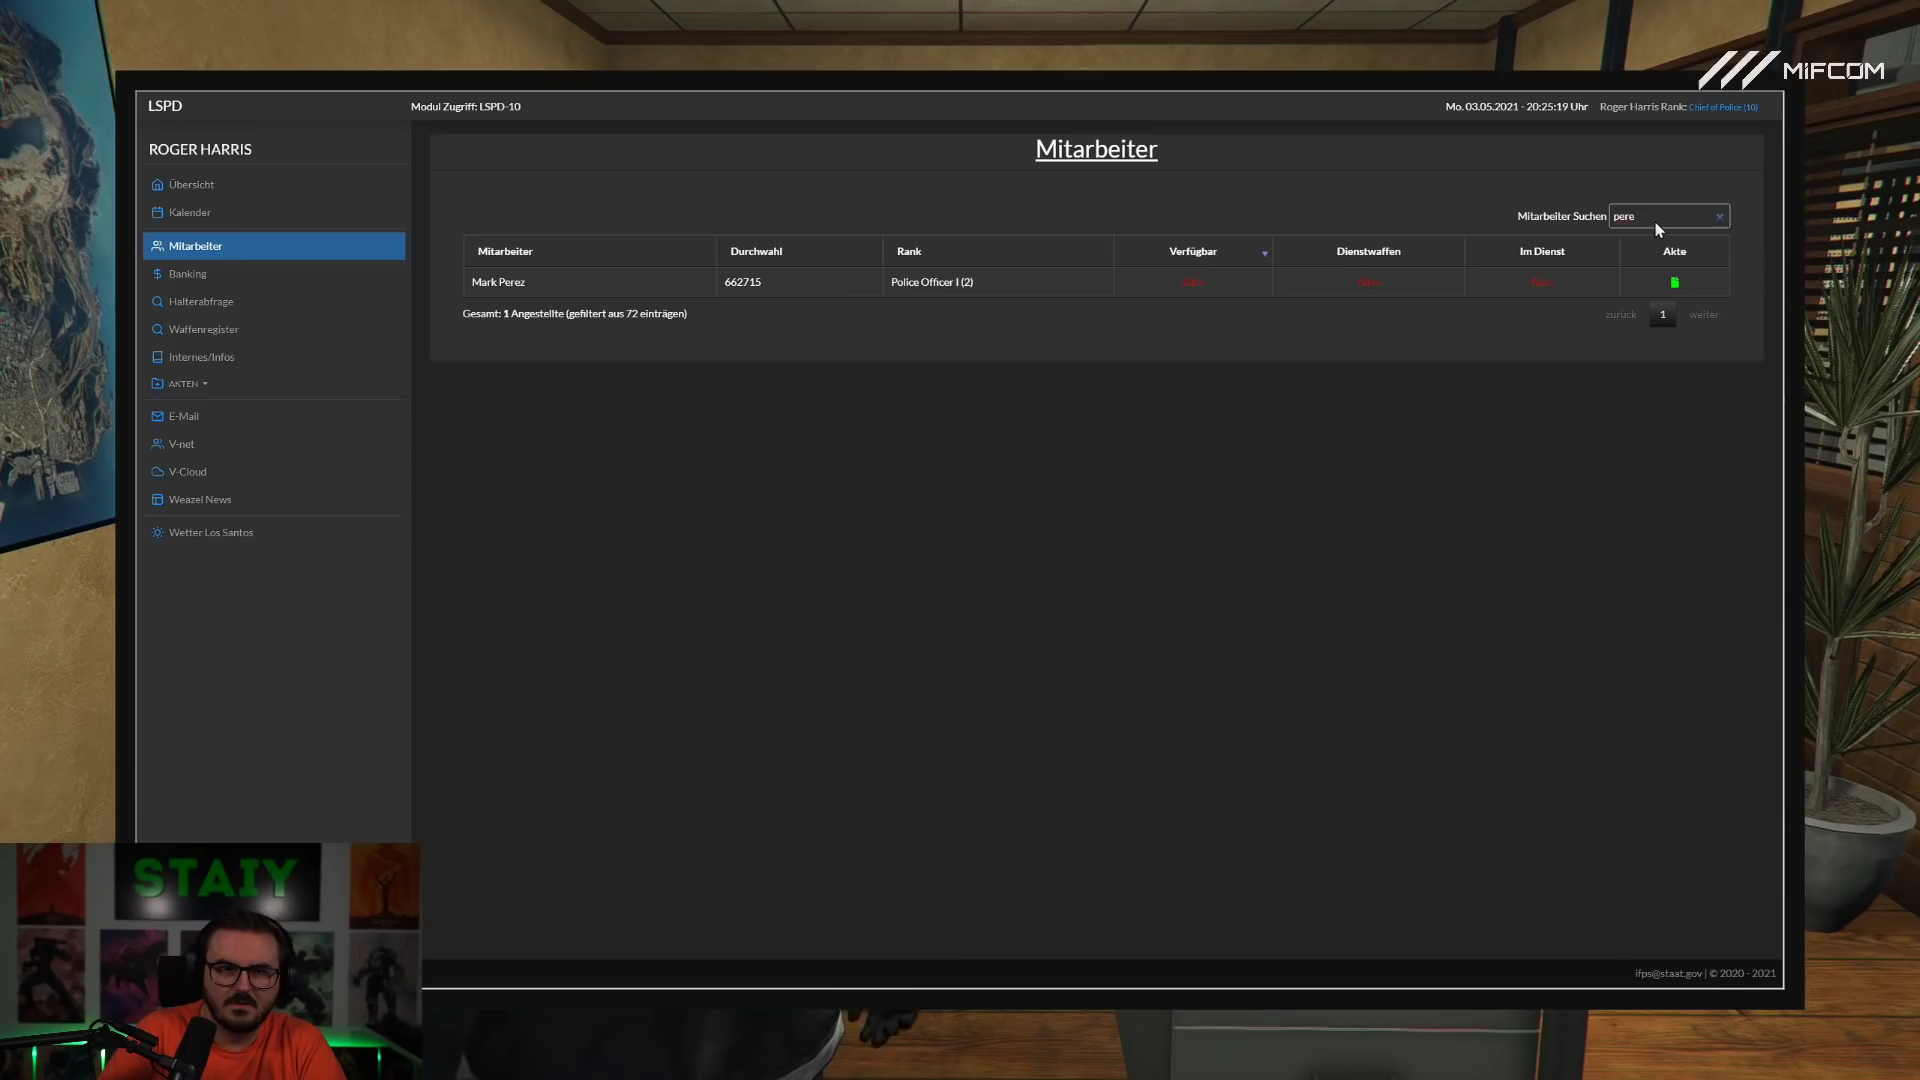 MIFCOM
LSPD
Modul Zugriff: LSPD-10
Mo. 03.05.2021 - 20:25:19 Uhr
Roger Harris Rank: Chief of Police (10)
ROGER HARRIS
Übersicht
Kalender
Mitarbeiter
Banking
Halterabfrage
Waffenregister
Internes/Infos
AKTEN
E-Mail
V-net
V-Cloud
Weazel News
Wetter Los Santos
Mitarbeiter
Mitarbeiter Suchen pere
Mitarbeiter Durchwahl Rank Verfügbar Dienstwaffen Im Dienst Akte
Mark Perez 662715 Police Officer I (2)
Gesamt: 1 Angestellte (gefiltert aus 72 einträgen)
zurück 1 weiter
STAIY
ifps@staat.gov | © 2020 - 2021